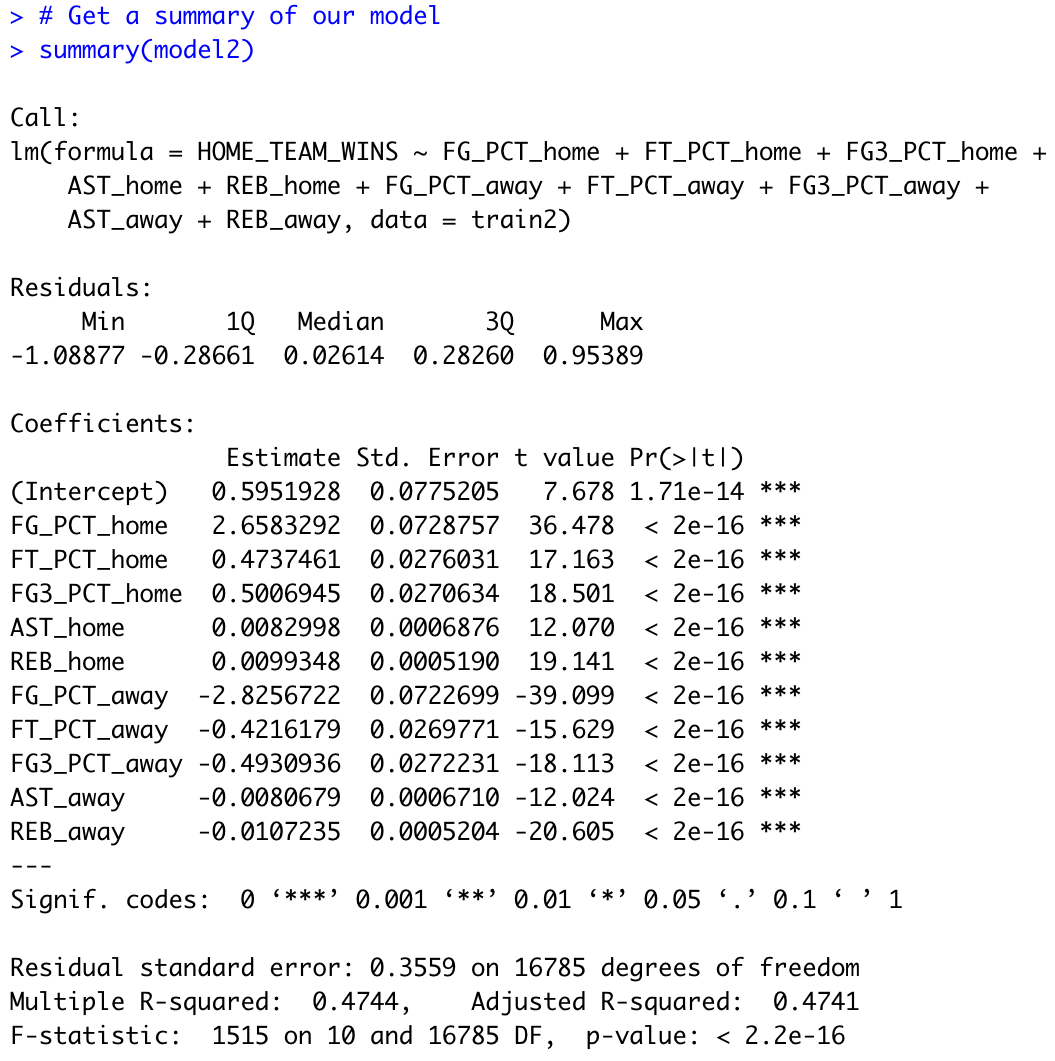 > # Get a summary of our model
> summary(model2)
Call:
lm(formula = HOME_TEAM_WINS ~ FG_PCT_home + FT_PCT_home + FG3_PCT_home +
    AST_home + REB_home + FG_PCT_away + FT_PCT_away + FG3_PCT_away +
    AST_away + REB_away, data = train2)
Residuals:
     Min       1Q   Median       3Q      Max
-1.08877 -0.28661  0.02614  0.28260  0.95389
Coefficients:
               Estimate Std. Error t value Pr(>|t|)
(Intercept)   0.5951928  0.0775205   7.678 1.71e-14 ***
FG_PCT_home   2.6583292  0.0728757  36.478  < 2e-16 ***
FT_PCT_home   0.4737461  0.0276031  17.163  < 2e-16 ***
FG3_PCT_home  0.5006945  0.0270634  18.501  < 2e-16 ***
AST_home      0.0082998  0.0006876  12.070  < 2e-16 ***
REB_home      0.0099348  0.0005190  19.141  < 2e-16 ***
FG_PCT_away  -2.8256722  0.0722699 -39.099  < 2e-16 ***
FT_PCT_away  -0.4216179  0.0269771 -15.629  < 2e-16 ***
FG3_PCT_away -0.4930936  0.0272231 -18.113  < 2e-16 ***
AST_away     -0.0080679  0.0006710 -12.024  < 2e-16 ***
REB_away     -0.0107235  0.0005204 -20.605  < 2e-16 ***
---
Signif. codes:  0 ‘***’ 0.001 ‘**’ 0.01 ‘*’ 0.05 ‘.’ 0.1 ‘ ’ 1
Residual standard error: 0.3559 on 16785 degrees of freedom
Multiple R-squared:  0.4744,    Adjusted R-squared:  0.4741
F-statistic:  1515 on 10 and 16785 DF,  p-value: < 2.2e-16